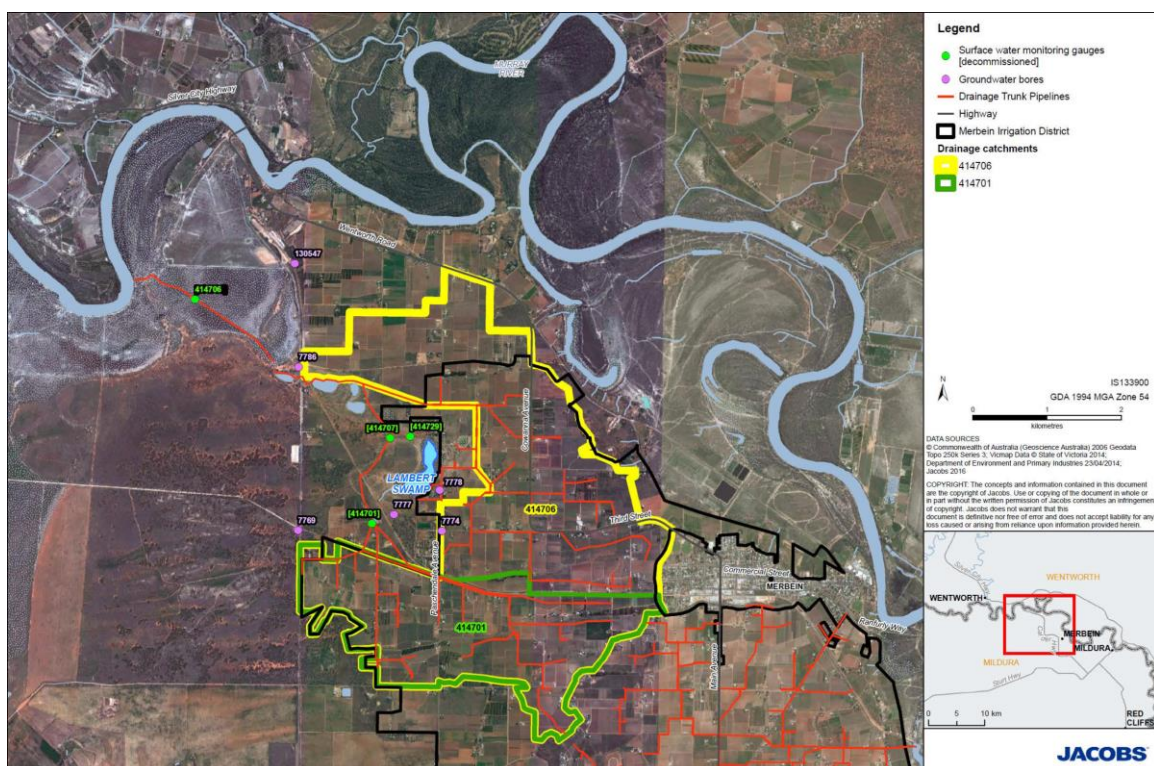 Silver City Highway
MURRAY
RIVER
Wentworth Road
130547
414706
7786
Cowanna Avenue
[414707]
[414729]
LAMBERT
SWAMP
7778
7777
414706
[414701]
7769
7774
Third Street
Commercial Street
MERBEIN
Paschendale Avenue
414701
Ranfurly Way
Main Avenue
Legend
Surface water monitoring gauges
[decommissioned]
Groundwater bores
Drainage Trunk Pipelines
Highway
Merbein Irrigation District
Drainage catchments
414706
414701
N
IS133900
GDA 1994 MGA Zone 54
0 1 2
kilometres
DATA SOURCES
© Commonwealth of Australia (Geoscience Australia) 2006 Geodata
Topo 250k Series 3; Vicmap Data © State of Victoria 2014;
Department of Environment and Primary Industries 23/04/2014;
Jacobs 2016
COPYRIGHT: The concepts and information contained in this document
are the copyright of Jacobs. Use or copying of the document in whole or
in part without the written permission of Jacobs constitutes an infringement
of copyright. Jacobs does not warrant that this
document is definitive nor free of error and does not accept liability for any
loss caused or arising from reliance upon information provided herein.
Silver City Hwy
WENTWORTH
WENTWORTH
MERBEIN
MILDURA
MILDURA
Sturt Hwy
RED
CLIFFS
0 5 10 km
JACOBS